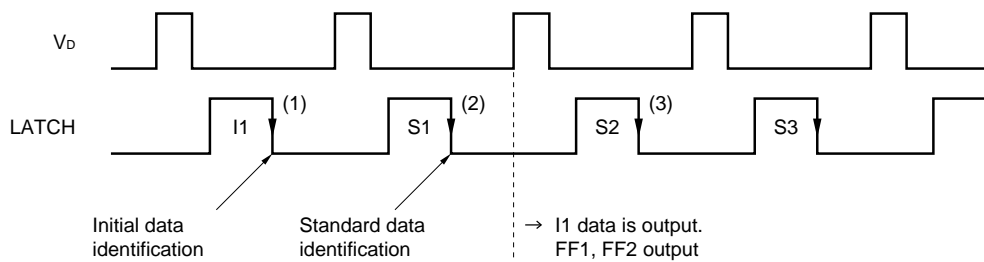 VD
LATCH
I1
(1)
S1
(2)
S2
(3)
S3
Initial data
identification
Standard data
identification
→ I1 data is output.
FF1, FF2 output